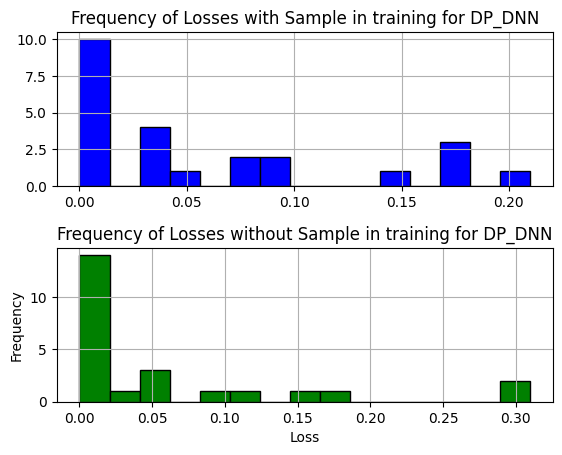 Frequency of Losses with Sample in training for DP_DNN
10.0
7.5
5.0
2.5
0.0
0.00 0.05 0.10 0.15 0.20
Frequency of Losses without Sample in training for DP_DNN
Frequency
10
5
0
0.00 0.05 0.10 0.15 0.20 0.25 0.30
Loss